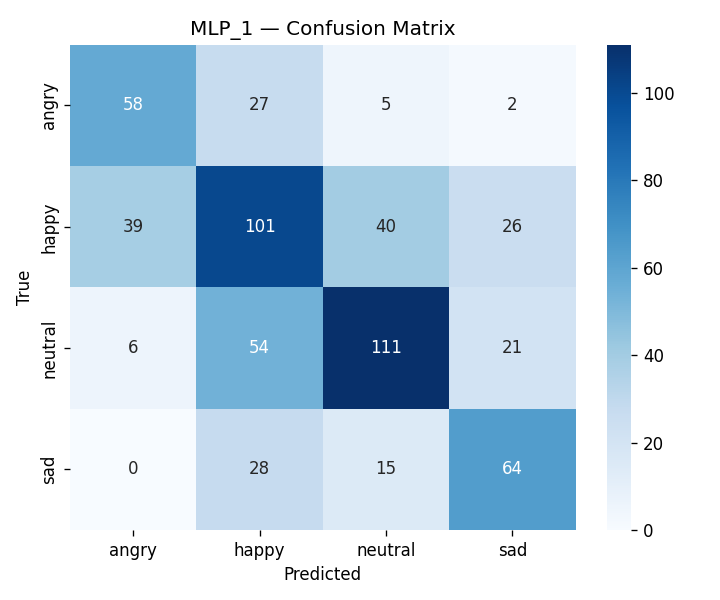 MLP_1 — Confusion Matrix
angry 58 27 5 2
happy 39 101 40 26
neutral 6 54 111 21
sad 0 28 15 64
angry happy neutral sad
Predicted
True
100
80
60
40
20
0